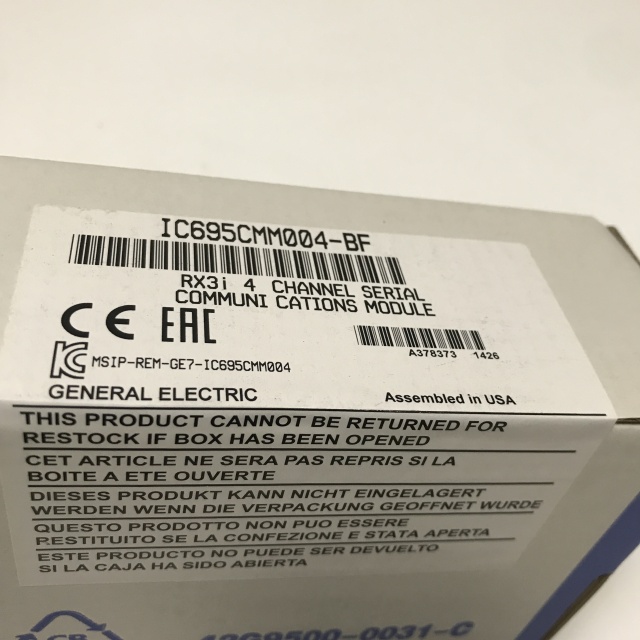 IC695CMM004-BF
RX3i 4 CHANNEL SERIAL
COMMUNI CATIONS MODULE
CE EAC
A378373 1426
KC MSIP-REM-GE7-IC695CMM004
GENERAL ELECTRIC
Assembled in USA
THIS PRODUCT CANNOT BE RETURNED FOR
RESTOCK IF BOX HAS BEEN OPENED
CET ARTICLE NE SERA PAS REPRIS SI LA
BOITE A ETE OUVERTE
DIESES PRODUKT KANN NICHT EINGELAGERT
WERDEN WENN DIE VERPACKUNG GEOFFNET WURDE
QUESTO PRODOTTO NON PUO ESSERE
RESTITUITO SE LA CONFEZIONE E STATA APERTA
ESTE PRODUCTO NO PUEDE SER DEVUELTO
SI LA CAJA HA SIDO ABIERTA